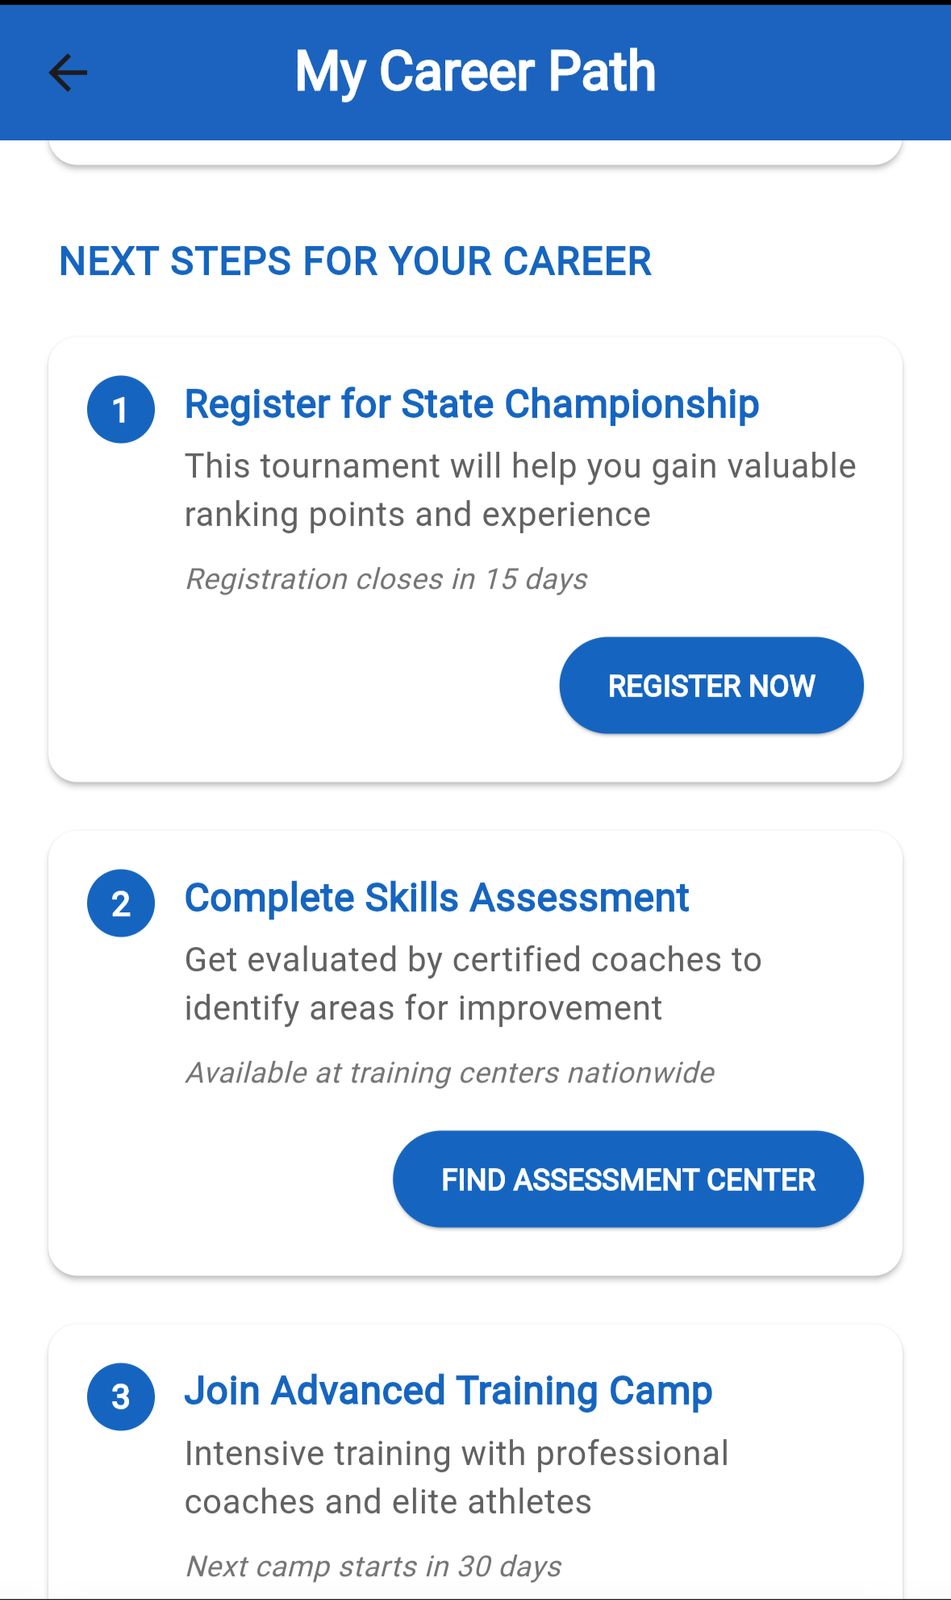 My Career Path
NEXT STEPS FOR YOUR CAREER
1
Register for State Championship
This tournament will help you gain valuable
ranking points and experience
Registration closes in 15 days
REGISTER NOW
2
Complete Skills Assessment
Get evaluated by certified coaches to
identify areas for improvement
Available at training centers nationwide
FIND ASSESSMENT CENTER
3
Join Advanced Training Camp
Intensive training with professional
coaches and elite athletes
Next camp starts in 30 days